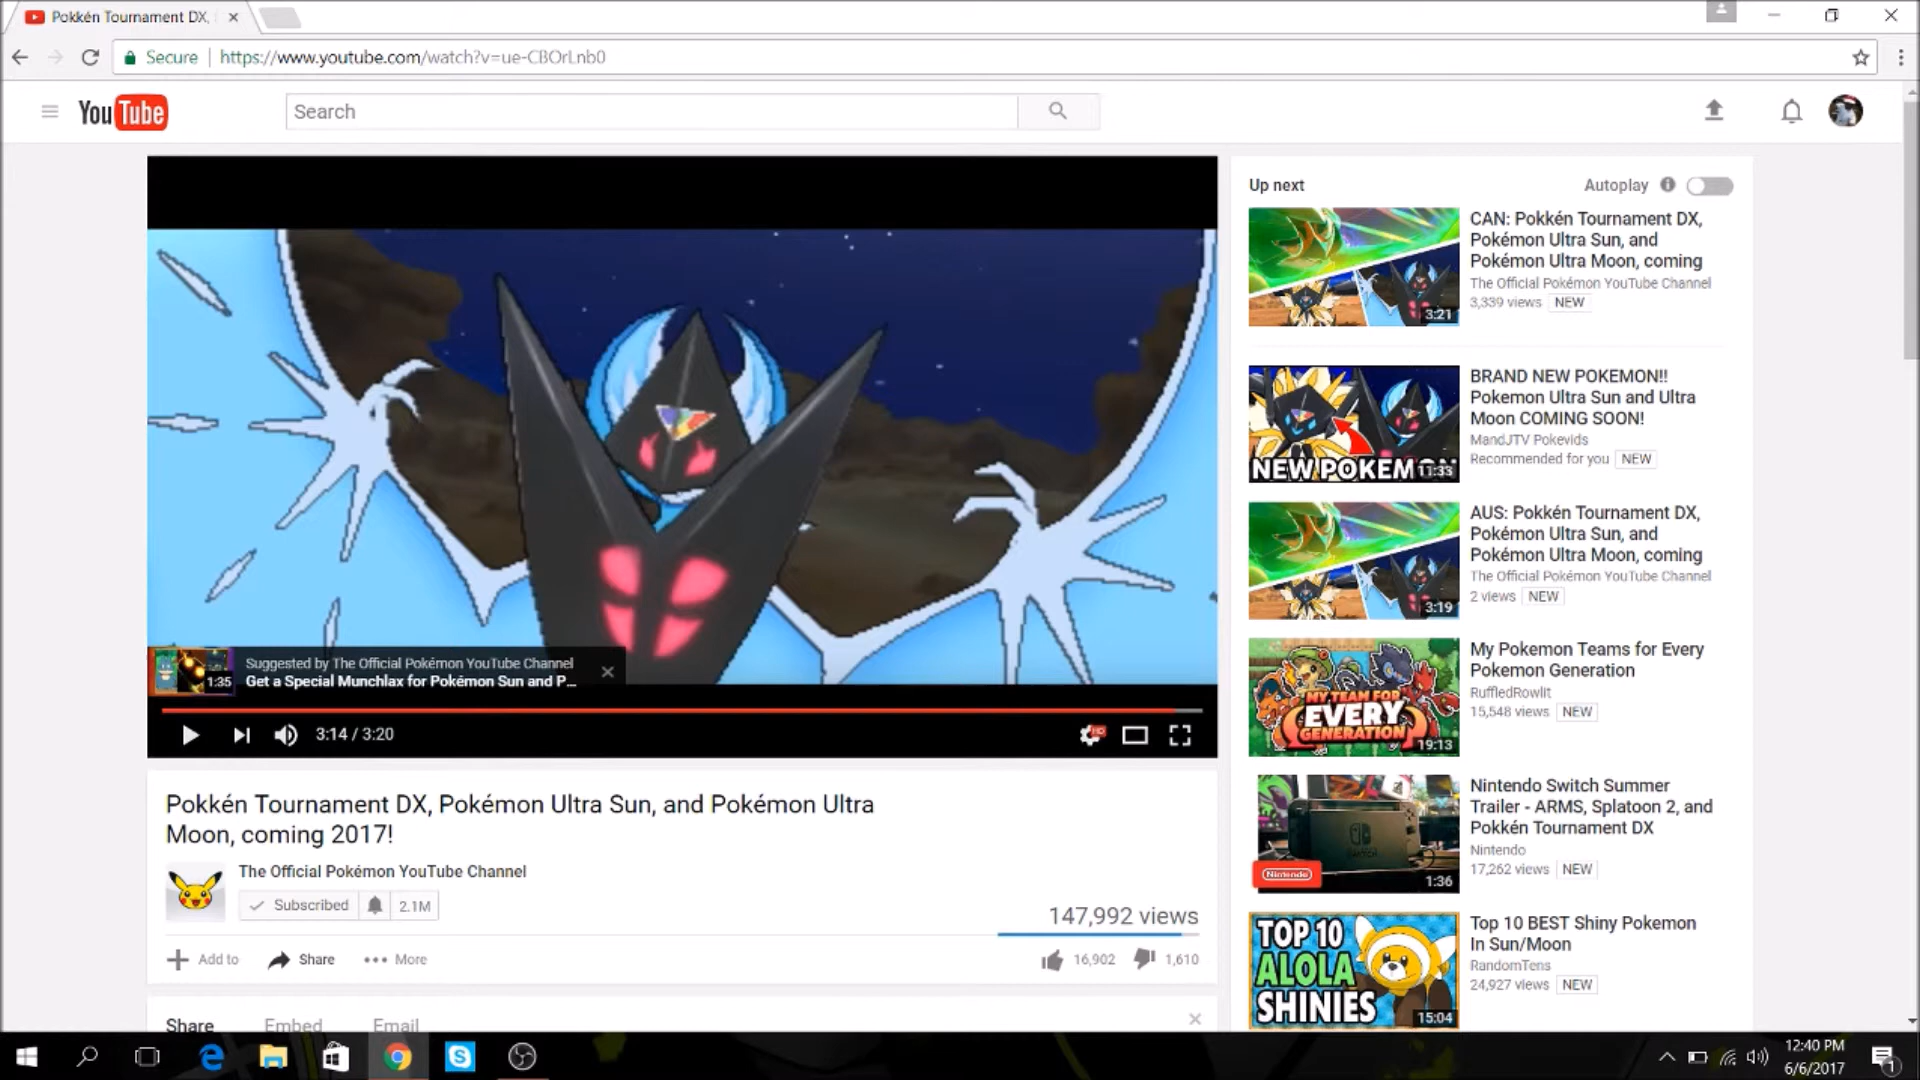 Pokkén Tournament DX,
Secure
https://www.youtube.com/watch?v=ue-CBOrLnb0
YouTube
Search
Suggested by The Official Pokémon YouTube Channel
Get a Special Munchlax for Pokémon Sun and P...
1:35
3:14 / 3:20
HD
Pokkén Tournament DX, Pokémon Ultra Sun, and Pokémon Ultra
Moon, coming 2017!
The Official Pokémon YouTube Channel
Subscribed
2.1M
147,992 views
Add to
Share
More
16,902
1,610
Share
Embed
Email
Up next
Autoplay
CAN: Pokkén Tournament DX,
Pokémon Ultra Sun, and
Pokémon Ultra Moon, coming
The Official Pokémon YouTube Channel
3,339 views NEW
3:21
BRAND NEW POKEMON!!
Pokemon Ultra Sun and Ultra
Moon COMING SOON!
MandJTV Pokevids
Recommended for you NEW
NEW POKEMON
11:33
AUS: Pokkén Tournament DX,
Pokémon Ultra Sun, and
Pokémon Ultra Moon, coming
The Official Pokémon YouTube Channel
2 views NEW
3:19
My Pokemon Teams for Every
Pokemon Generation
RuffledRowlit
15,548 views NEW
MY TEAM FOR
EVERY
GENERATION
19:13
Nintendo Switch Summer
Trailer - ARMS, Splatoon 2, and
Pokkén Tournament DX
Nintendo
17,262 views NEW
SWITCH
Nintendo
1:36
Top 10 BEST Shiny Pokemon
In Sun/Moon
RandomTens
24,927 views NEW
TOP 10
ALOLA
SHINIES
15:04
12:40 PM
6/6/2017
1